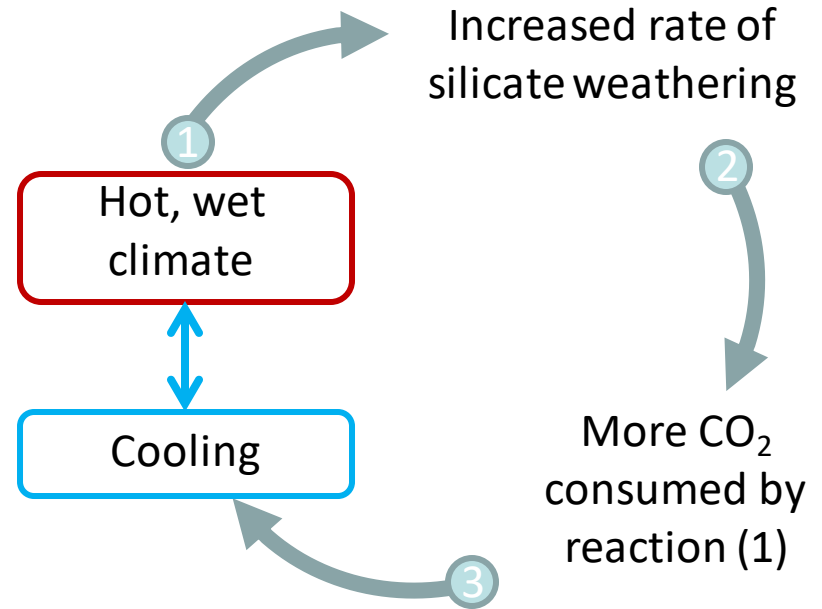 Increased rate of
silicate weathering
1
2
Hot, wet
climate
Cooling
More CO₂
consumed by
reaction (1)
3